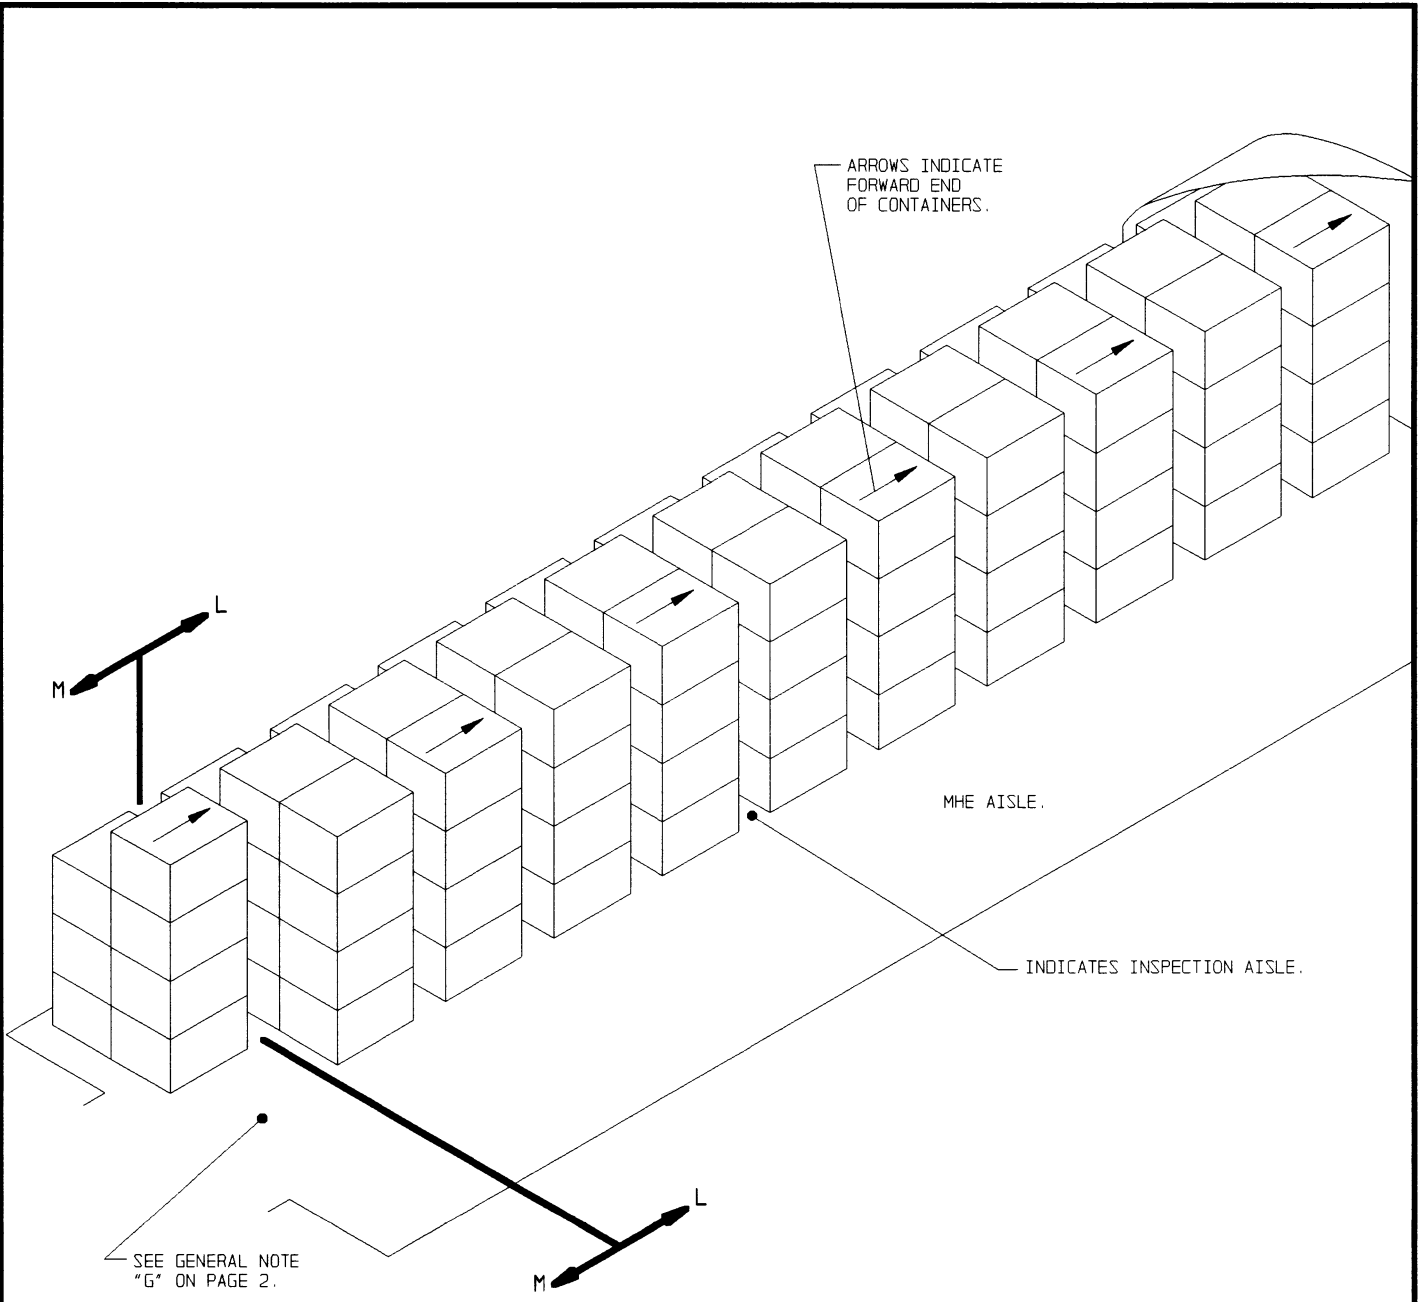 ARROWS INDICATE
FORWARD END
OF CONTAINERS.
L
M
MHE AISLE.
INDICATES INSPECTION AISLE.
L
M
SEE GENERAL NOTE
"G" ON PAGE 2.